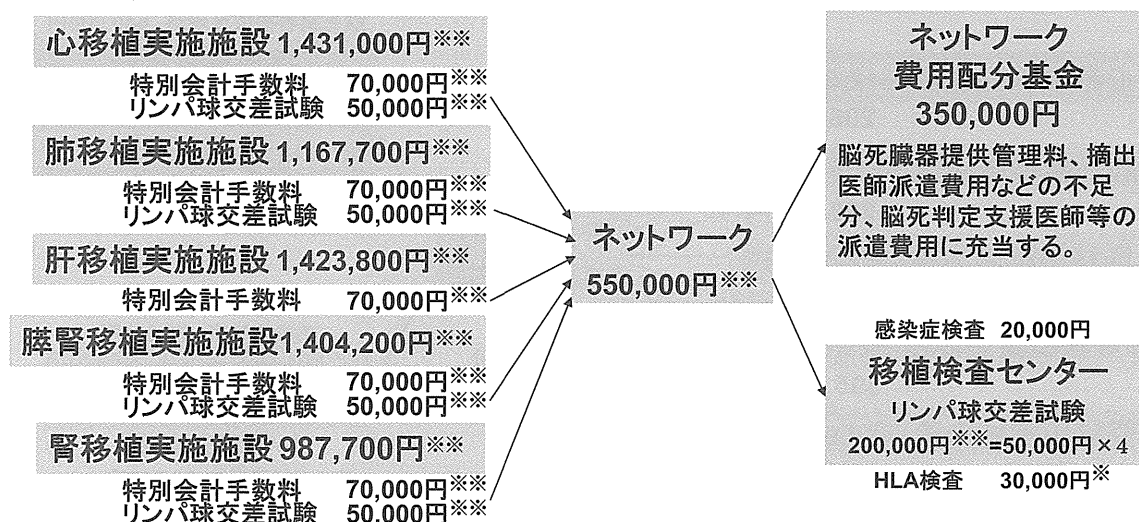 心移植実施施設 1,431,000円※※
特別会計手数料 70,000円※※
リンパ球交差試験 50,000円※※
肺移植実施施設 1,167,700円※※
特別会計手数料 70,000円※※
リンパ球交差試験 50,000円※※
肝移植実施施設 1,423,800円※※
特別会計手数料 70,000円※※
膵腎移植実施施設1,404,200円※※
特別会計手数料 70,000円※※
リンパ球交差試験 50,000円※※
腎移植実施施設 987,700円※※
特別会計手数料 70,000円※※
リンパ球交差試験 50,000円※※
ネットワーク
550,000円※※
ネットワーク
費用配分基金
350,000円
脳死臓器提供管理料、摘出
医師派遣費用などの不足
分、脳死判定支援医師等の
派遣費用に充当する。
感染症検査 20,000円
移植検査センター
リンパ球交差試験
200,000円※※=50,000円×4
HLA検査 30,000円※